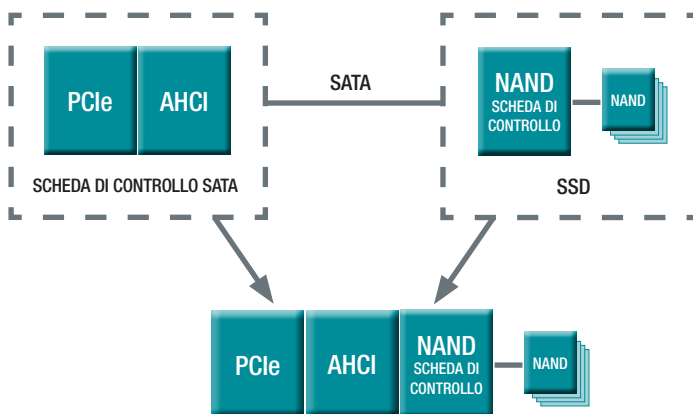 PCIe
AHCI
SCHEDA DI CONTROLLO SATA
SATA
NAND
SCHEDA DI
CONTROLLO
NAND
SSD
PCIe
AHCI
NAND
SCHEDA DI
CONTROLLO
NAND